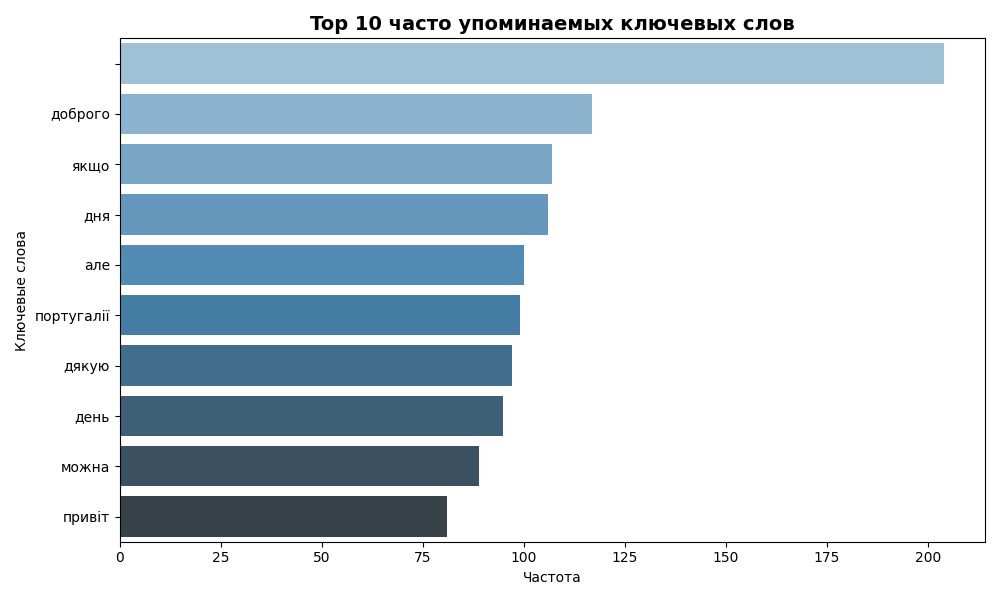 Top 10 часто упоминаемых ключевых слов
Ключевые слова
доброго
якщо
дня
але
португалії
дякую
день
можна
привіт
0 25 50 75 100 125 150 175 200
Частота